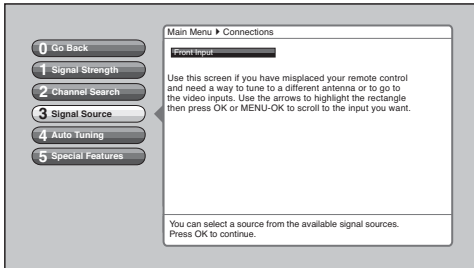 0 Go Back
1 Signal Strength
2 Channel Search
3 Signal Source
4 Auto Tuning
5 Special Features
Main Menu ▶ Connections
Front Input
Use this screen if you have misplaced your remote control
and need a way to tune to a different antenna or to go to
the video inputs. Use the arrows to highlight the rectangle
then press OK or MENU-OK to scroll to the input you want.
You can select a source from the available signal sources.
Press OK to continue.